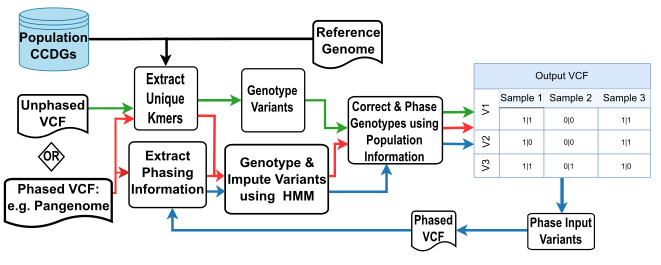 Population
CCDGs
Reference
Genome
Extract
Unique
Kmers
Genotype
Variants
Unphased
VCF
OR
Phased VCF:
e.g. Pangenome
Extract
Phasing
Information
Genotype &
Impute Variants
using HMM
Correct & Phase
Genotypes using
Population
Information
Output VCF
Sample 1 Sample 2 Sample 3
V1 1|1 0|0 1|1
V2 1|0 0|0 1|1
V3 1|1 0|1 1|0
Phased
VCF
Phase Input
Variants